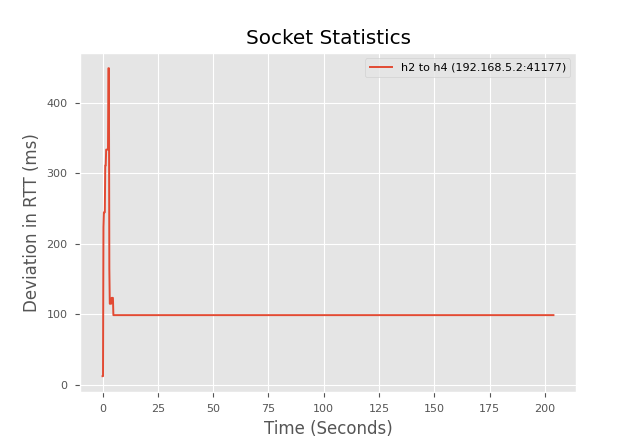 Socket Statistics
h2 to h4 (192.168.5.2:41177)
Deviation in RTT (ms)
400
300
200
100
0
0 25 50 75 100 125 150 175 200
Time (Seconds)